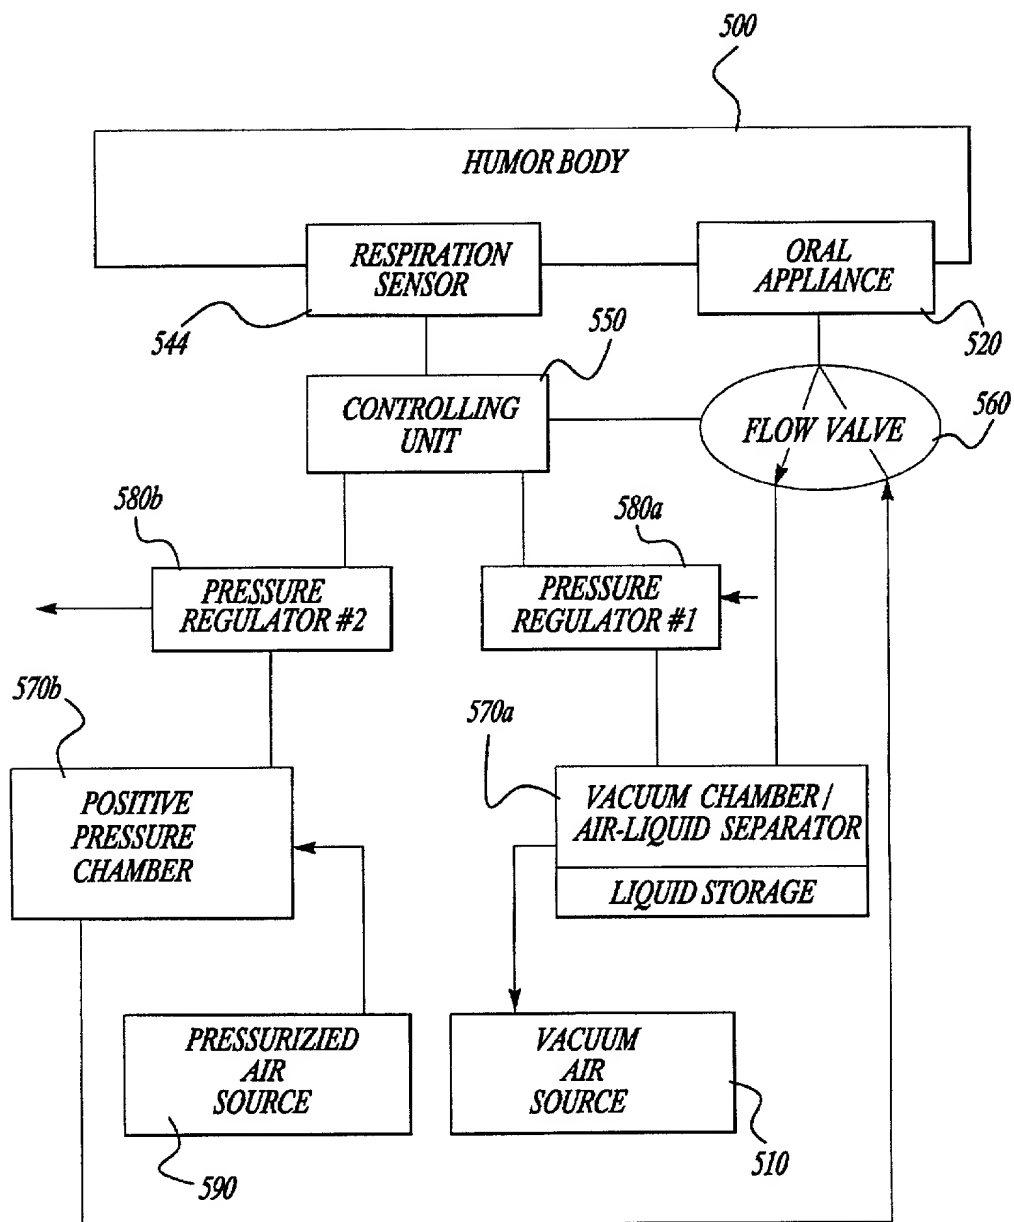 500
HUMOR BODY
RESPIRATION
SENSOR
ORAL
APPLIANCE
544
550
520
CONTROLLING
UNIT
FLOW VALVE
560
580b
580a
PRESSURE
REGULATOR #2
PRESSURE
REGULATOR #1
570b
570a
POSITIVE
PRESSURE
CHAMBER
VACUUM CHAMBER /
AIR-LIQUID SEPARATOR
LIQUID STORAGE
PRESSURIZIED
AIR
SOURCE
VACUUM
AIR
SOURCE
590
510